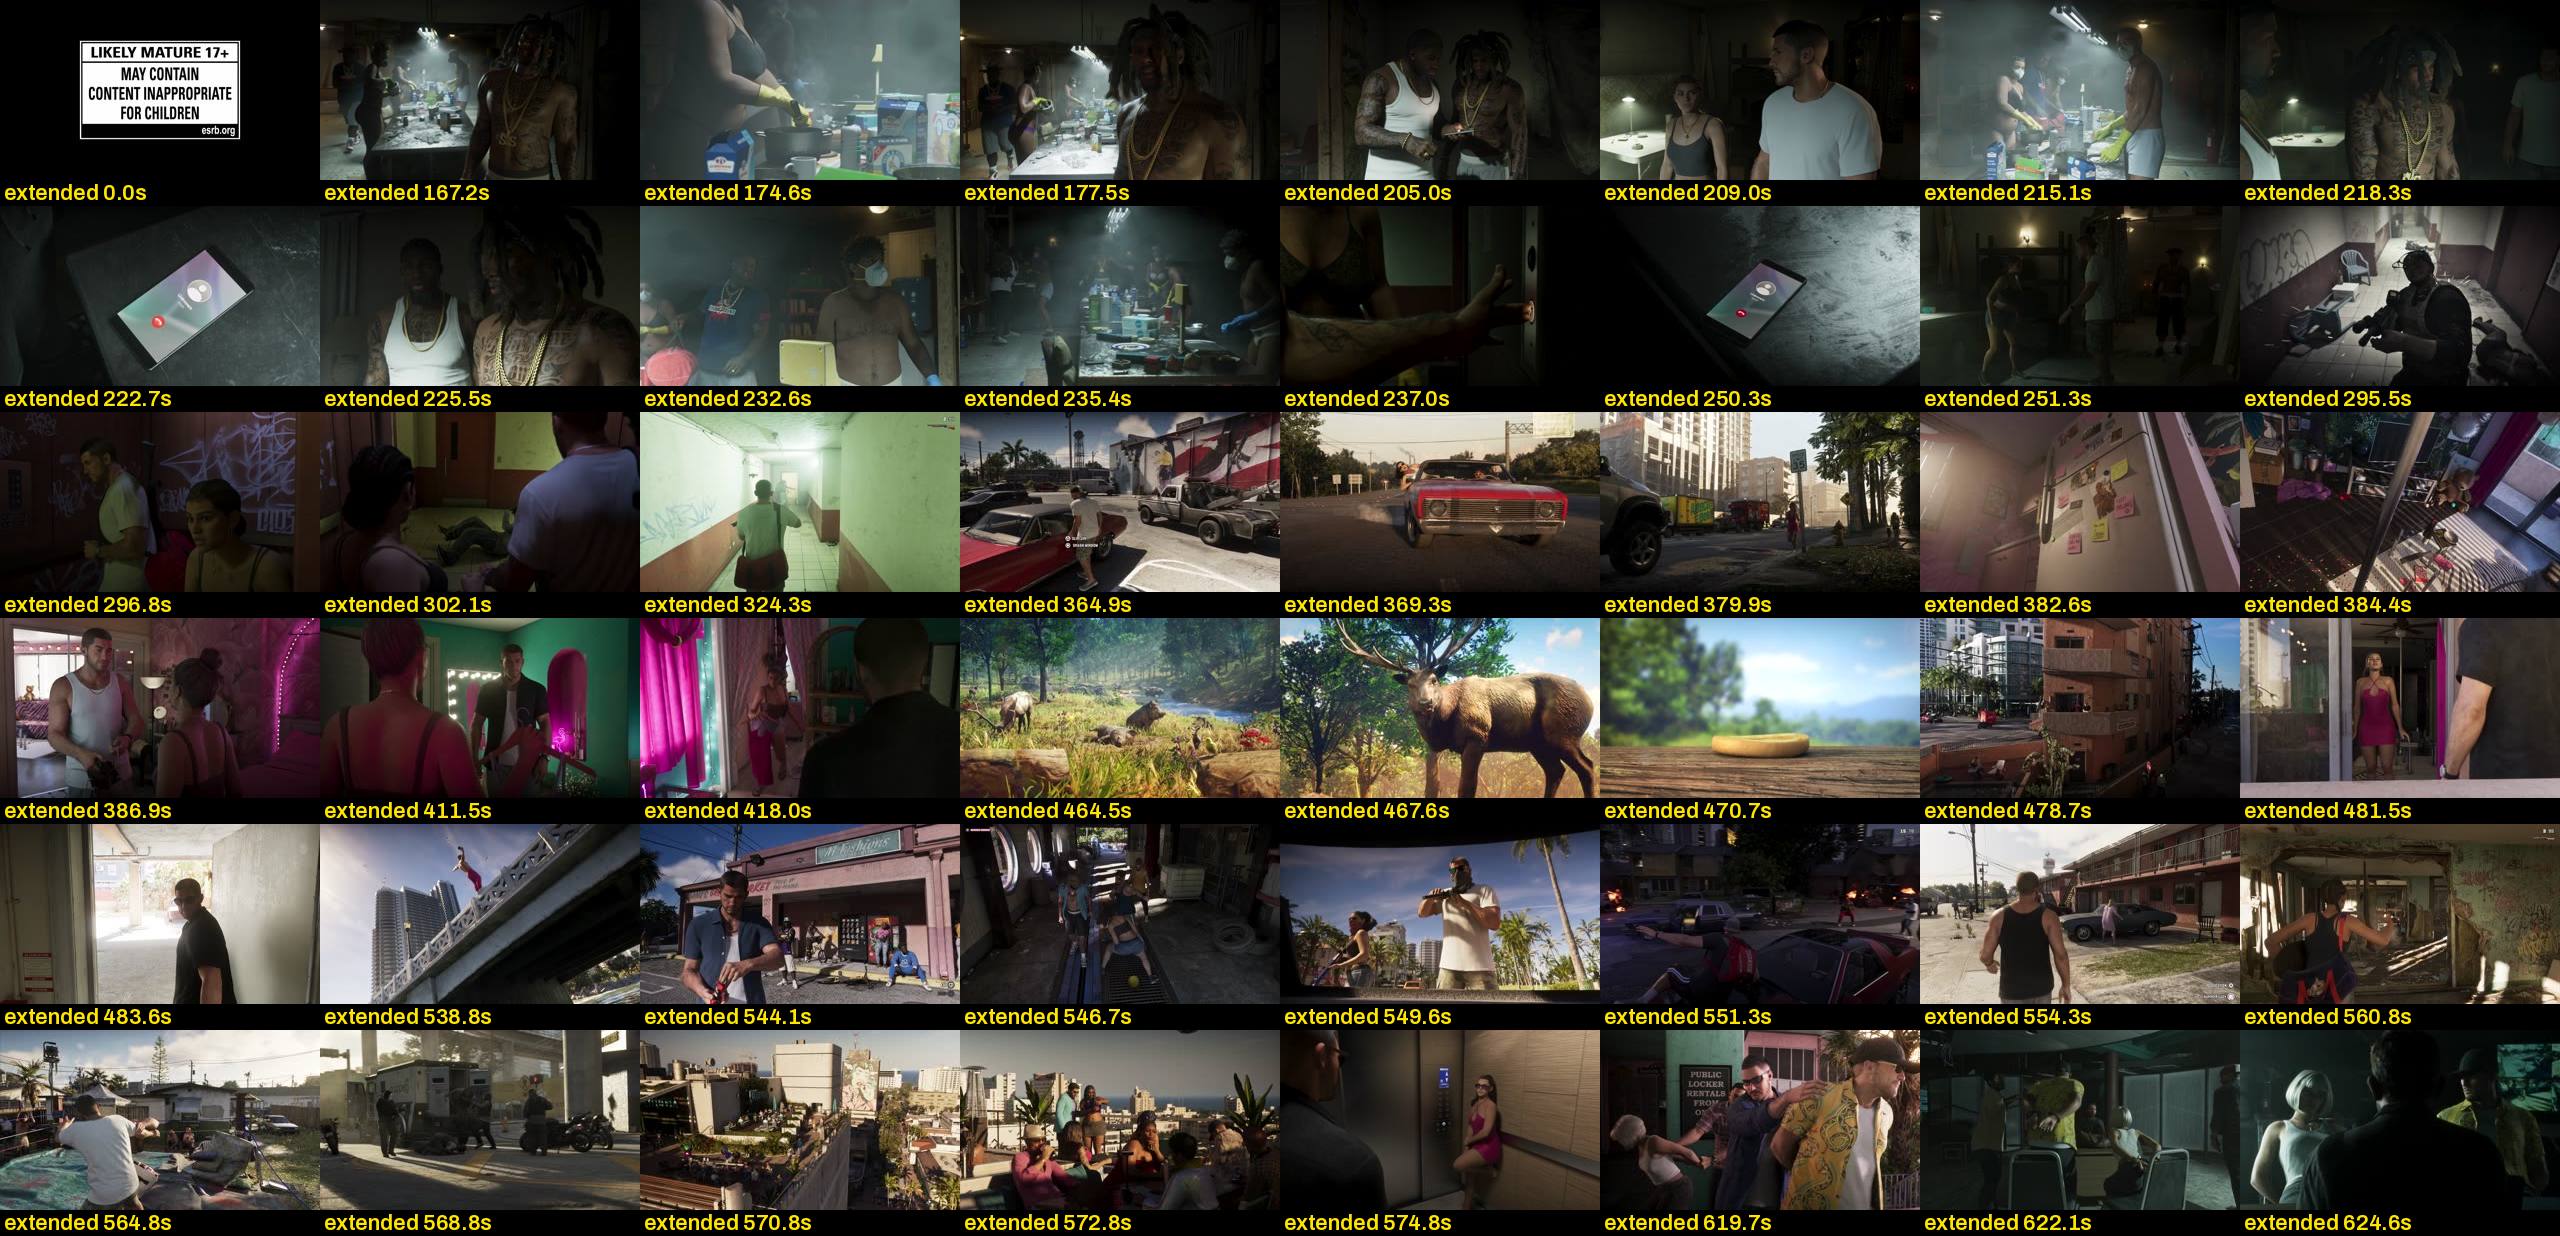 LIKELY MATURE 17+
MAY CONTAIN
CONTENT INAPPROPRIATE
FOR CHILDREN
esrb.org
extended 0.0s
extended 167.2s
extended 174.6s
extended 177.5s
extended 205.0s
extended 209.0s
extended 215.1s
extended 218.3s
extended 222.7s
extended 225.5s
extended 232.6s
extended 235.4s
extended 237.0s
extended 250.3s
extended 251.3s
extended 295.5s
35
extended 296.8s
extended 302.1s
extended 324.3s
extended 364.9s
extended 369.3s
extended 379.9s
extended 382.6s
extended 384.4s
extended 386.9s
extended 411.5s
extended 418.0s
extended 464.5s
extended 467.6s
extended 470.7s
extended 478.7s
extended 481.5s
extended 483.6s
extended 538.8s
extended 544.1s
extended 546.7s
extended 549.6s
extended 551.3s
extended 554.3s
extended 560.8s
PUBLIC
LOCKER
RENTALS
FROM
extended 564.8s
extended 568.8s
extended 570.8s
extended 572.8s
extended 574.8s
extended 619.7s
extended 622.1s
extended 624.6s